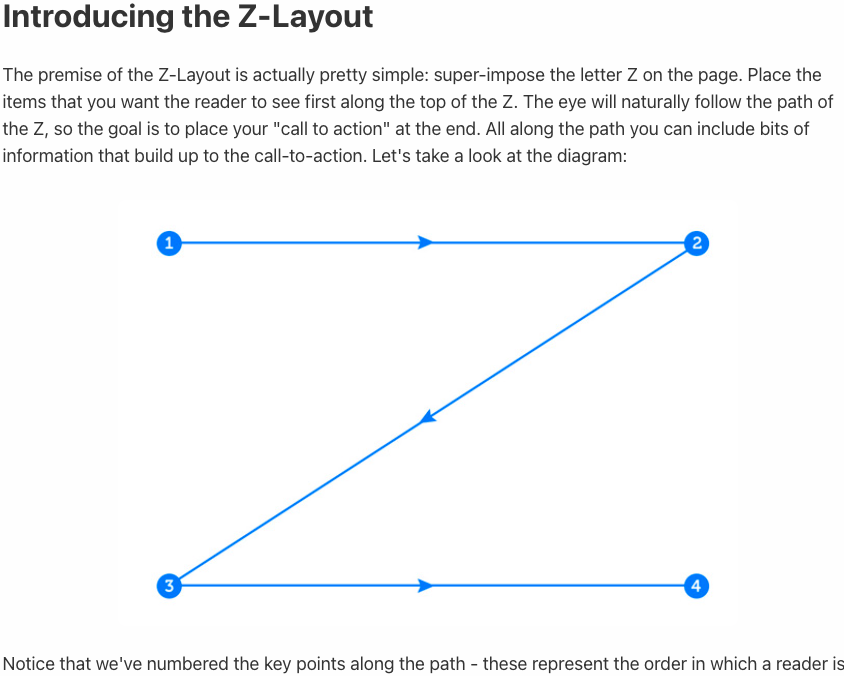 Introducing the Z-Layout
The premise of the Z-Layout is actually pretty simple: super-impose the letter Z on the page. Place the
items that you want the reader to see first along the top of the Z. The eye will naturally follow the path of
the Z, so the goal is to place your "call to action" at the end. All along the path you can include bits of
information that build up to the call-to-action. Let's take a look at the diagram:
1
2
3
4
Notice that we've numbered the key points along the path - these represent the order in which a reader is